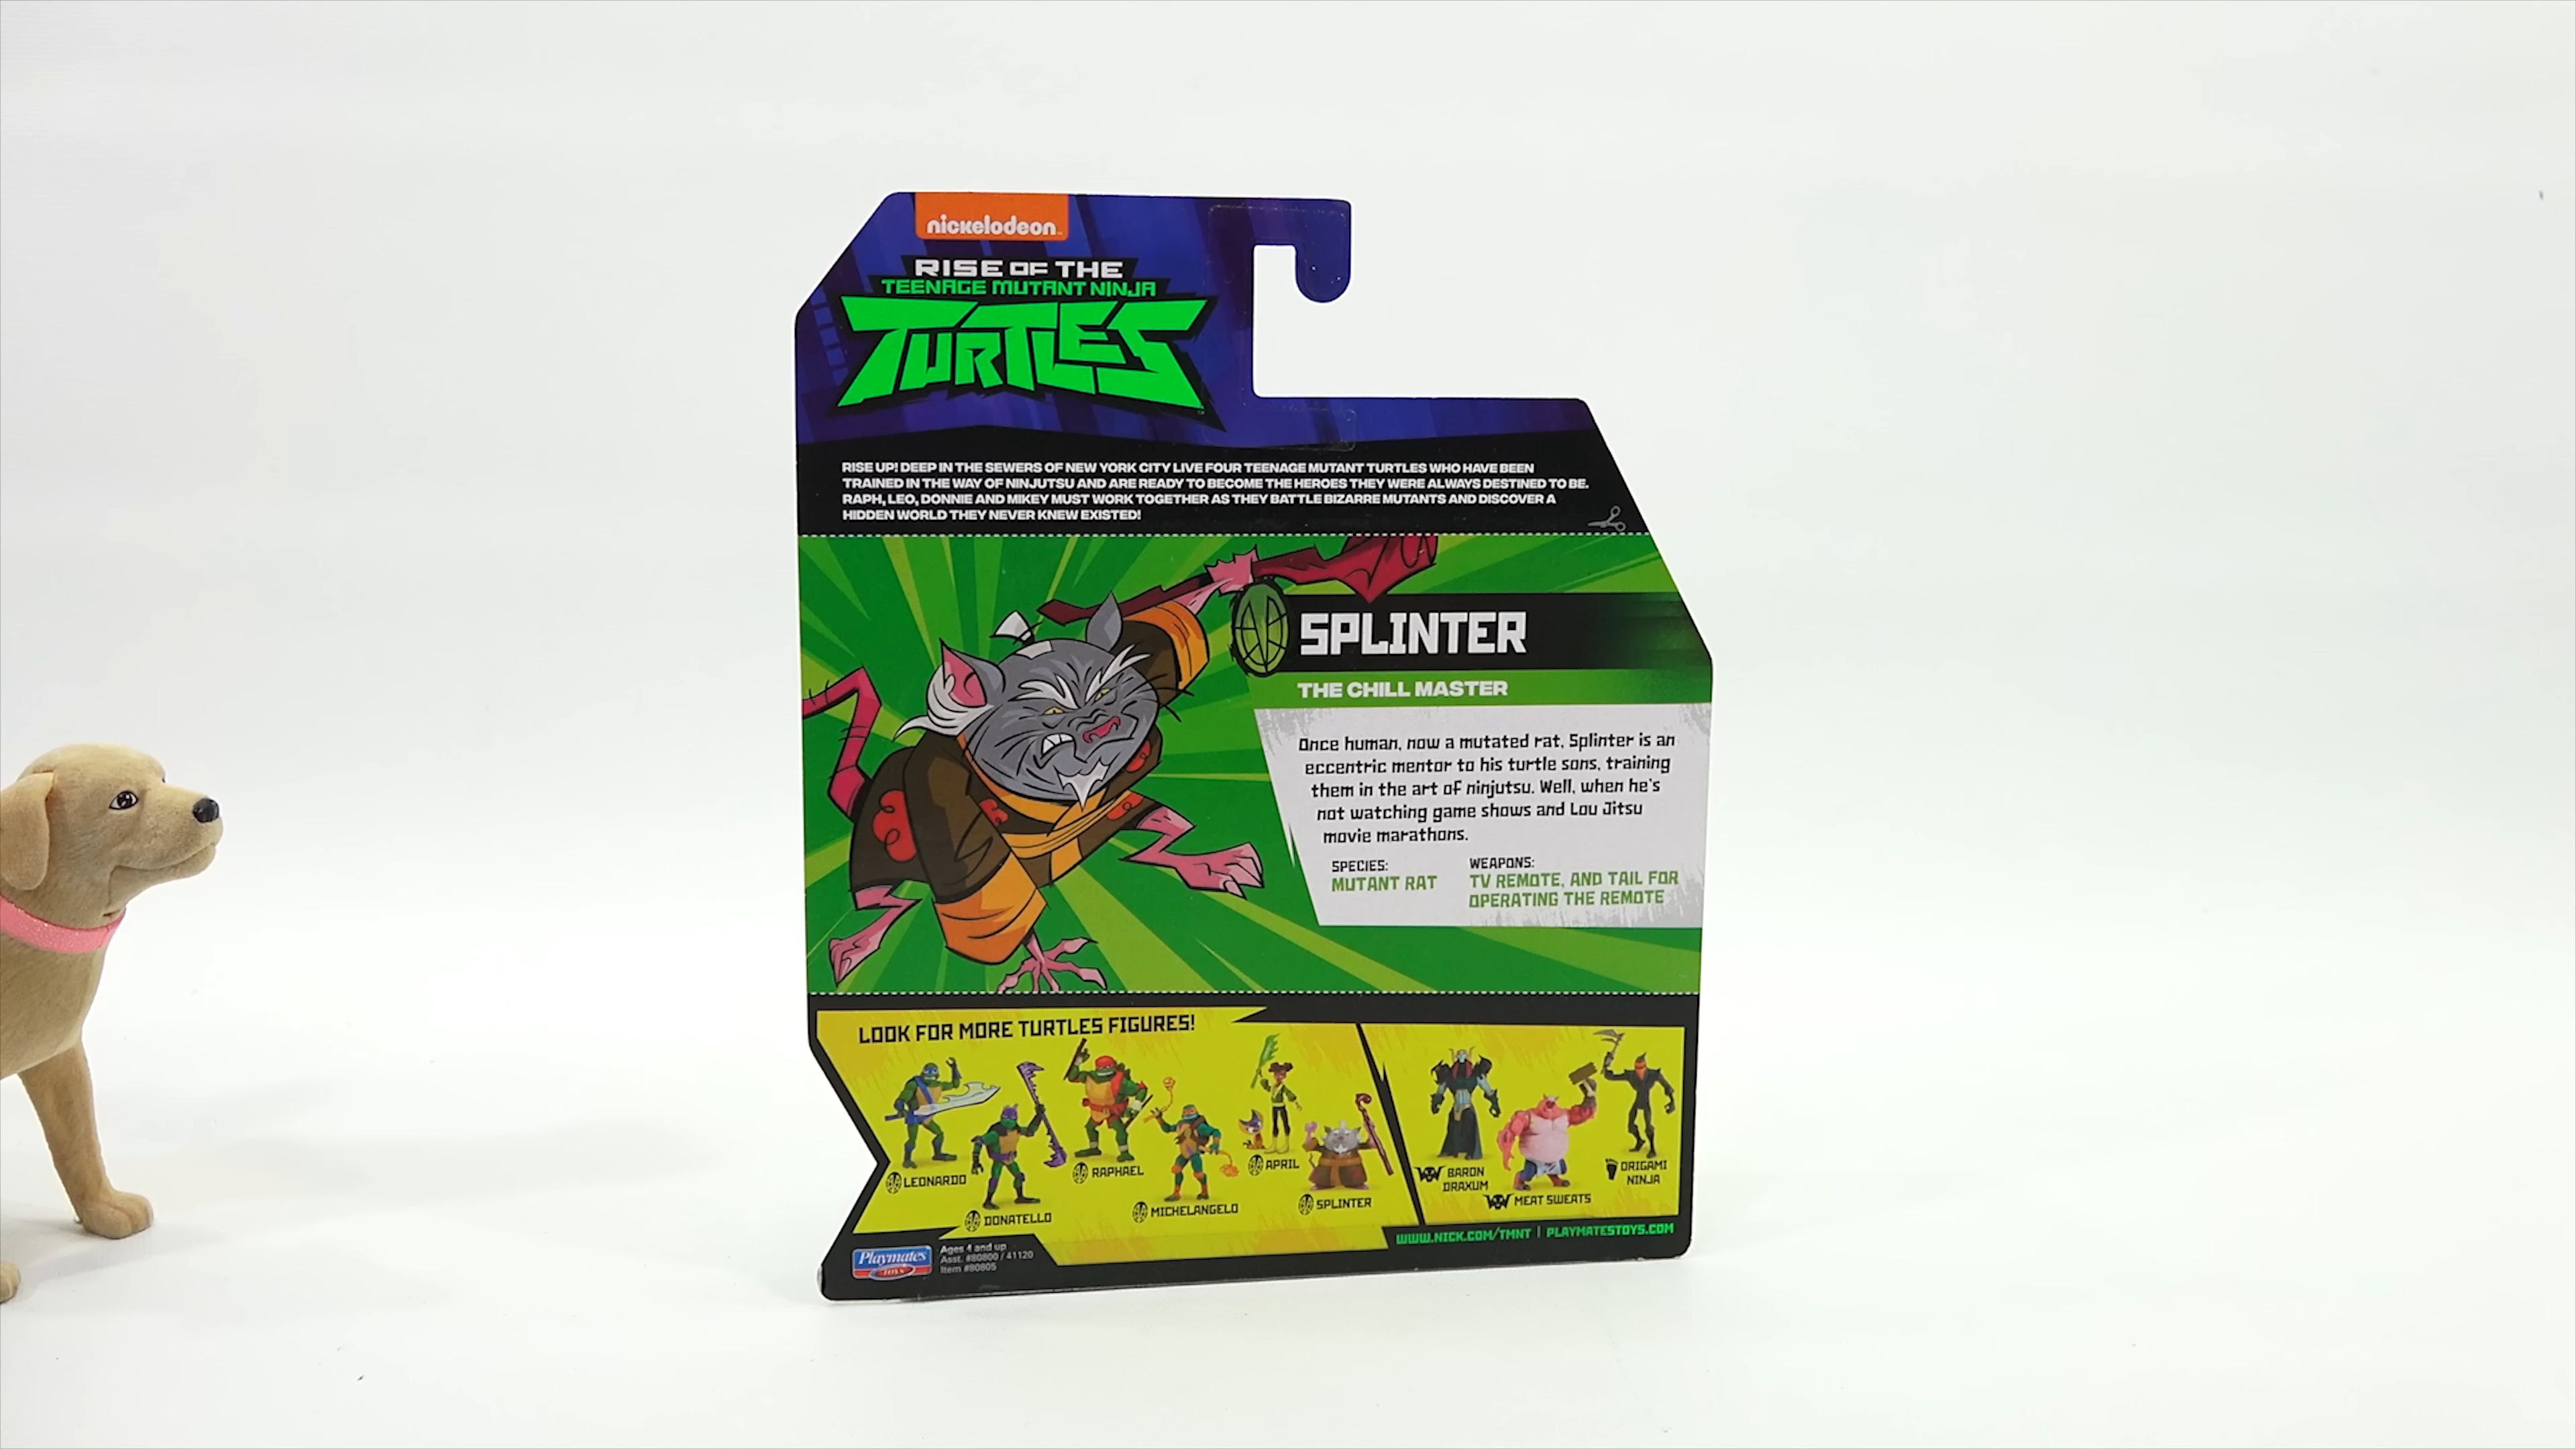 nickelodeon
RISE OF THE
TEENAGE MUTANT NINJA
TURTLES
RISE UP! DEEP IN THE SEWERS OF NEW YORK CITY LIVE FOUR TEENAGE MUTANT TURTLES WHO HAVE BEEN
TRAINED IN THE WAY OF NINJUTSU AND ARE READY TO BECOME THE HEROES THEY WERE ALWAYS DESTINED TO BE.
RAPH, LEO, DONNIE AND MIKEY MUST WORK TOGETHER AS THEY BATTLE BIZARRE MUTANTS AND DISCOVER A
HIDDEN WORLD THEY NEVER KNEW EXISTED!
SPLINTER
THE CHILL MASTER
Once human, now a mutated rat, Splinter is an
eccentric mentor to his turtle sons, training
them in the art of ninjutsu. Well, when he's
not watching game shows and Lou Jitsu
movie marathons.
SPECIES:
MUTANT RAT
WEAPONS:
TV REMOTE, AND TAIL FOR
OPERATING THE REMOTE
LOOK FOR MORE TURTLES FIGURES!
LEONARDO
DONATELLO
RAPHAEL
MICHELANGELO
APRIL
SPLINTER
BARON
DRAXUM
MEAT SWEATS
ORIGAMI
NINJA
WWW.NICK.COM/TMNT | PLAYMATESTOYS.COM
Playmates
TOYS
Ages 4 and up
Asst. #80800 / 41120
Item #80805